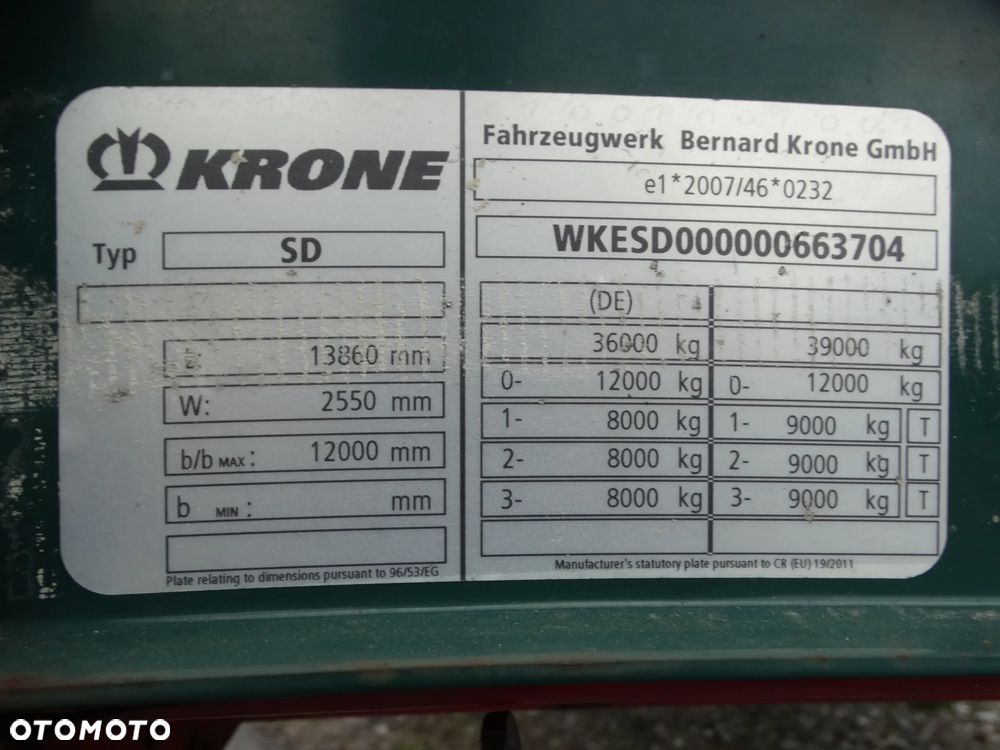 KRONE
Typ SD
L: 13860 mm
W: 2550 mm
b/b MAX : 12000 mm
b MIN : mm
Plate relating to dimensions pursuant to 96/53/EG
Fahrzeugwerk Bernard Krone GmbH
e1*2007/46*0232
WKESD000000663704
(DE)
36000 kg 39000 kg
0- 12000 kg 0- 12000 kg
1- 8000 kg 1- 9000 kg T
2- 8000 kg 2- 9000 kg T
3- 8000 kg 3- 9000 kg T
Manufacturer's statutory plate pursuant to CR (EU) 19/2011
OTOMOTO